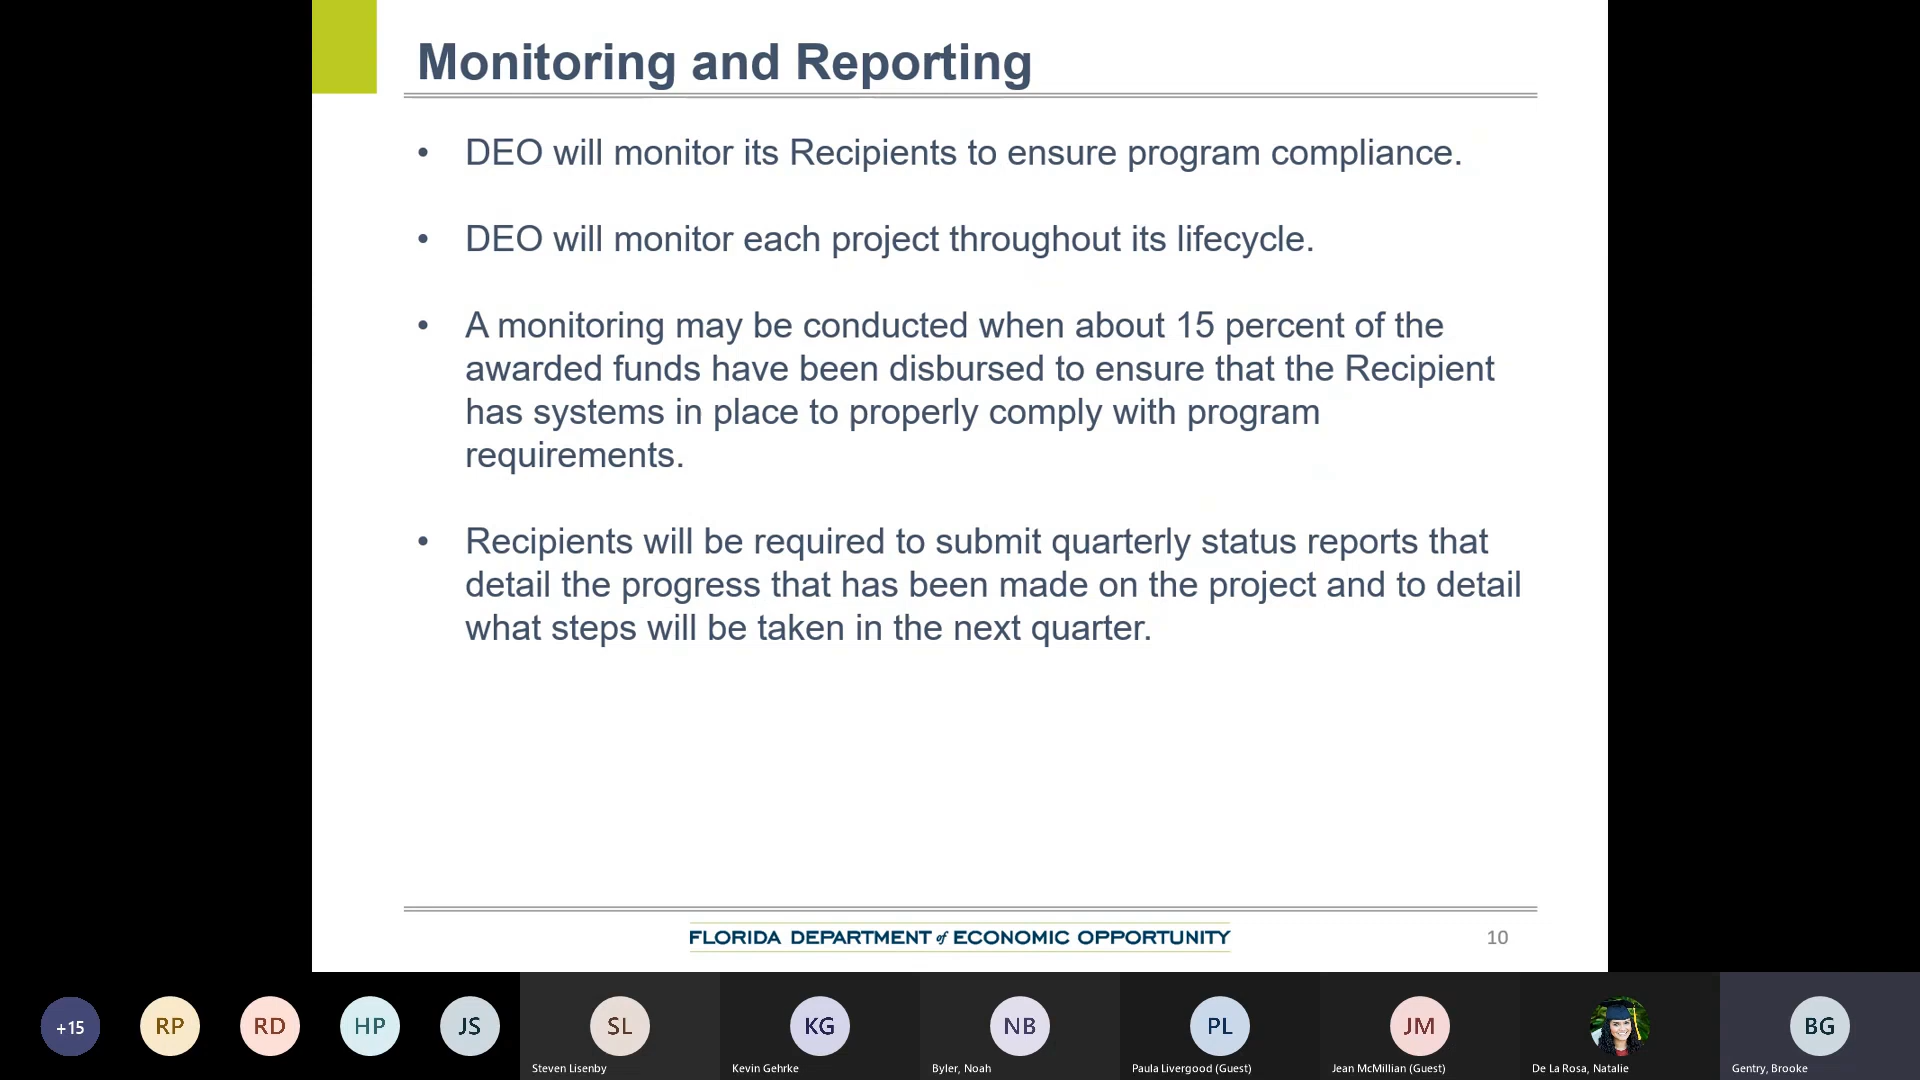 Monitoring and Reporting
• DEO will monitor its Recipients to ensure program compliance.
• DEO will monitor each project throughout its lifecycle.
• A monitoring may be conducted when about 15 percent of the
awarded funds have been disbursed to ensure that the Recipient
has systems in place to properly comply with program
requirements.
• Recipients will be required to submit quarterly status reports that
detail the progress that has been made on the project and to detail
what steps will be taken in the next quarter.
FLORIDA DEPARTMENT of ECONOMIC OPPORTUNITY
10
+15
RP
RD
HP
JS
SL
KG
NB
PL
JM
BG
Steven Lisenby
Kevin Gehrke
Byler, Noah
Paula Livergood (Guest)
Jean McMillian (Guest)
De La Rosa, Natalie
Gentry, Brooke